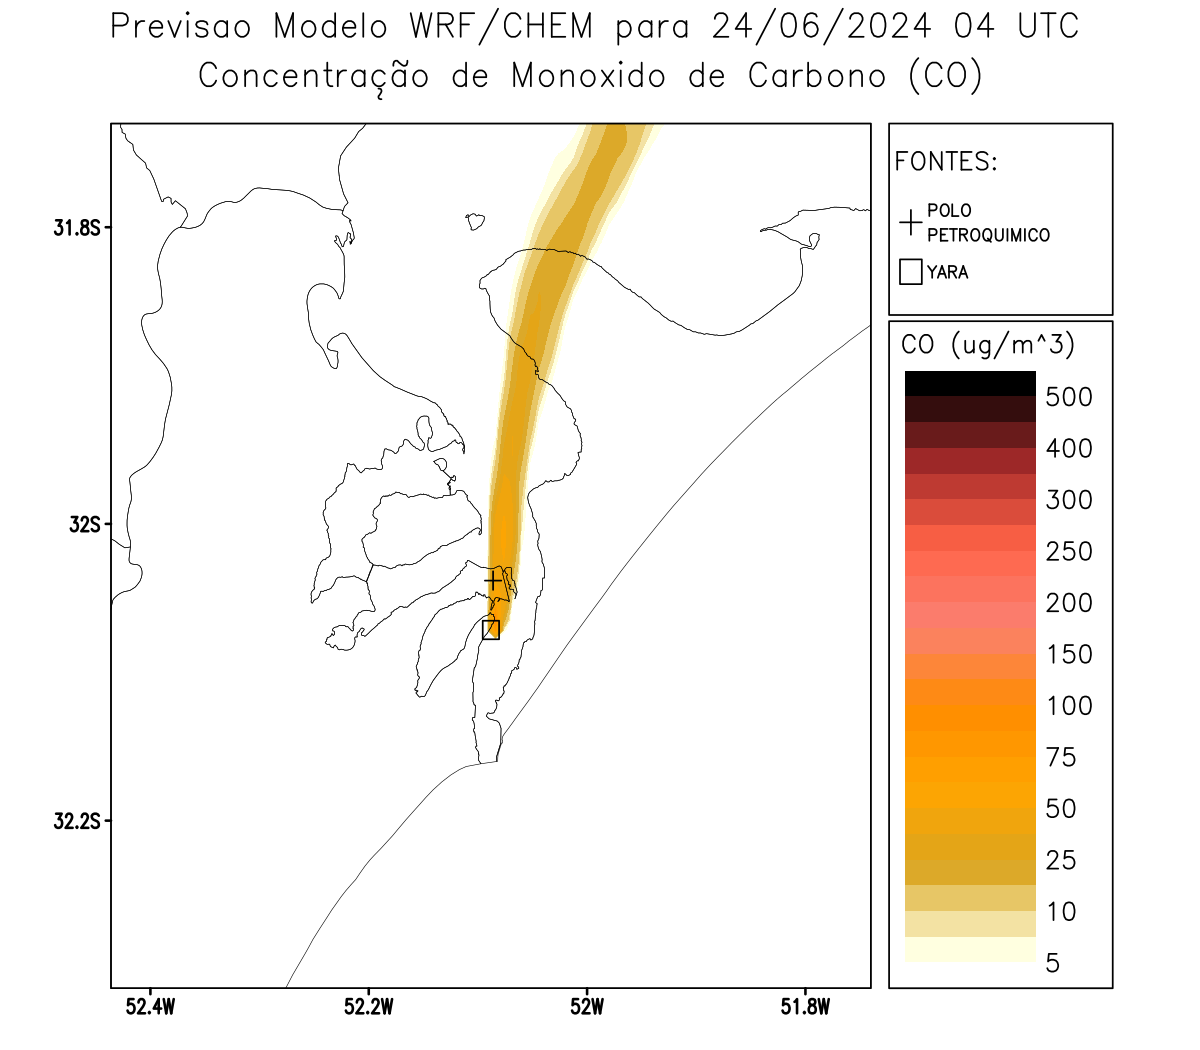 Previsao Modelo WRF/CHEM para 24/06/2024 04 UTC
Concentração de Monoxido de Carbono (CO)
FONTES:
POLO
PETROQUIMICO
YARA
CO (ug/m^3)
500
400
300
250
200
150
100
75
50
25
10
5
31.8S
32S
32.2S
52.4W
52.2W
52W
51.8W